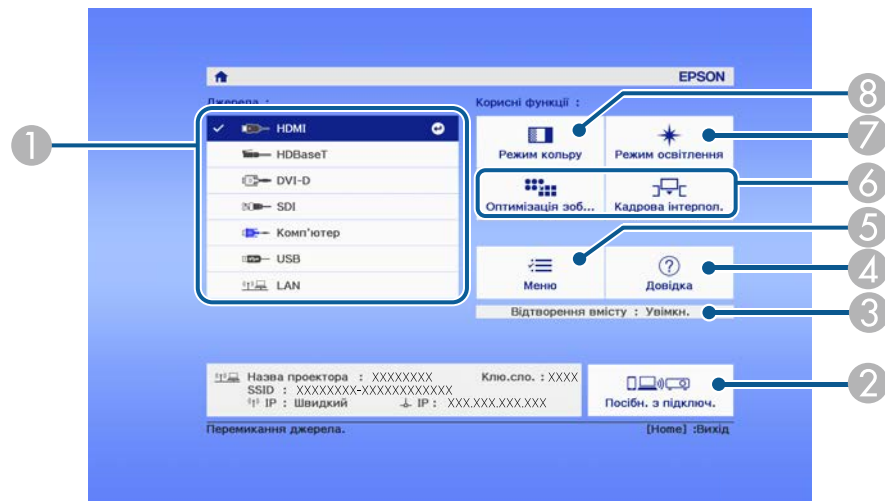 EPSON
Джерела :
Корисні функції :
HDMI
HDBaseT
DVI-D
SDI
Комп'ютер
USB
LAN
Режим кольру
Режим освітлення
Оптимізація зоб...
Кадрова інтерпол.
Меню
Довідка
Відтворення вмісту : Увімкн.
Назва проектора : XXXXXXXX Клю.сло. : XXXX
SSID : XXXXXXXX-XXXXXXXXXXXX
IP : Швидкий IP : XXX.XXX.XXX.XXX
Посібн. з підключ.
Перемикання джерела. [Home] :Вихід
1
8
7
6
5
4
3
2